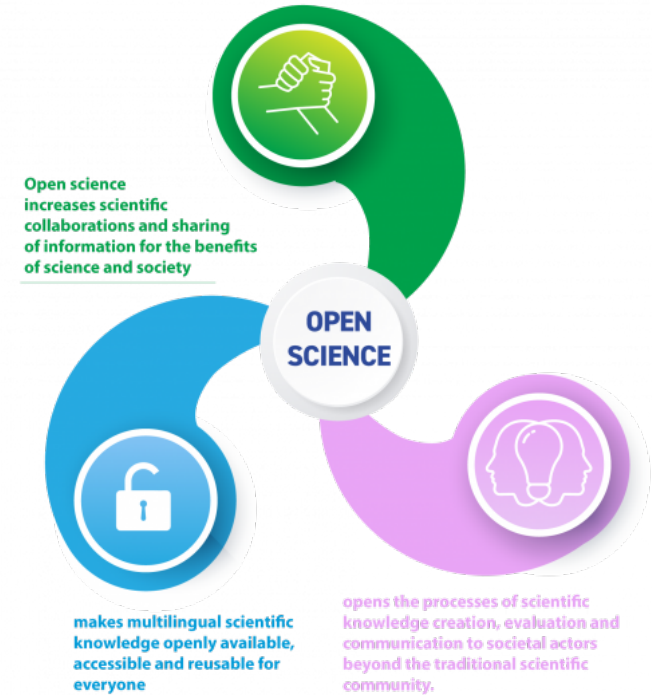 Open science
increases scientific
collaborations and sharing
of information for the benefits
of science and society
OPEN
SCIENCE
makes multilingual scientific
knowledge openly available,
accessible and reusable for
everyone
opens the processes of scientific
knowledge creation, evaluation and
communication to societal actors
beyond the traditional scientific
community.